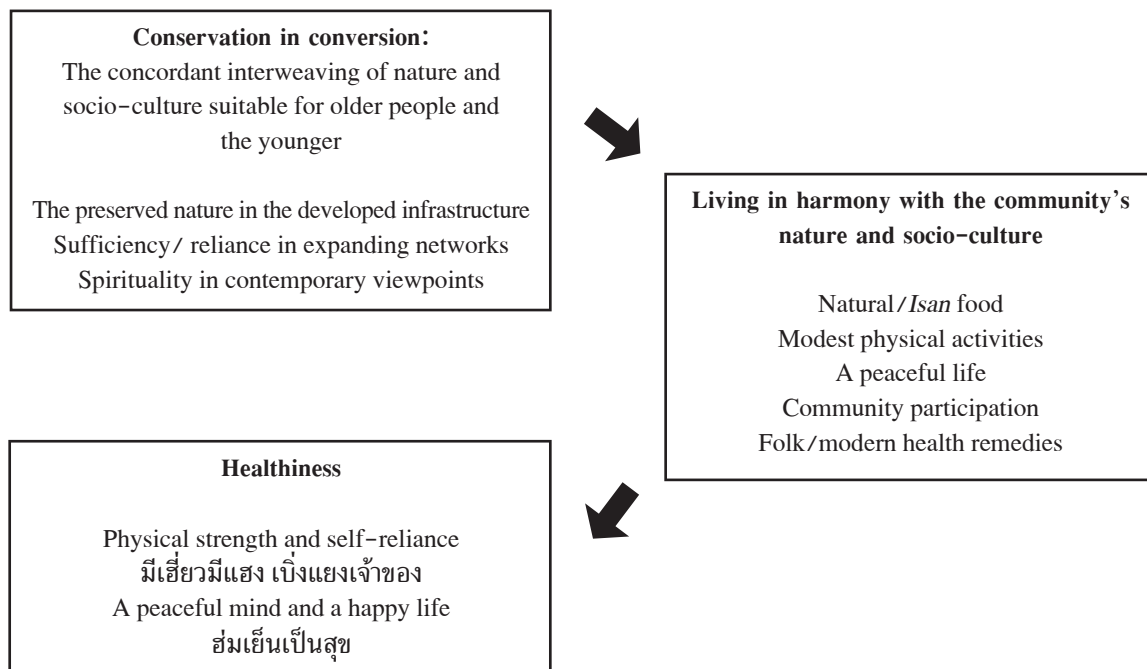 Conservation in conversion:
The concordant interweaving of nature and
socio-culture suitable for older people and
the younger
The preserved nature in the developed infrastructure
Sufficiency/ reliance in expanding networks
Spirituality in contemporary viewpoints
Living in harmony with the community's
nature and socio-culture
Natural/Isan food
Modest physical activities
A peaceful life
Community participation
Folk/modern health remedies
Healthiness
Physical strength and self-reliance
มีเฮี่ยวมีแฮง เบิ่งแยงเจ้าของ
A peaceful mind and a happy life
ฮ่มเย็นเป็นสุข